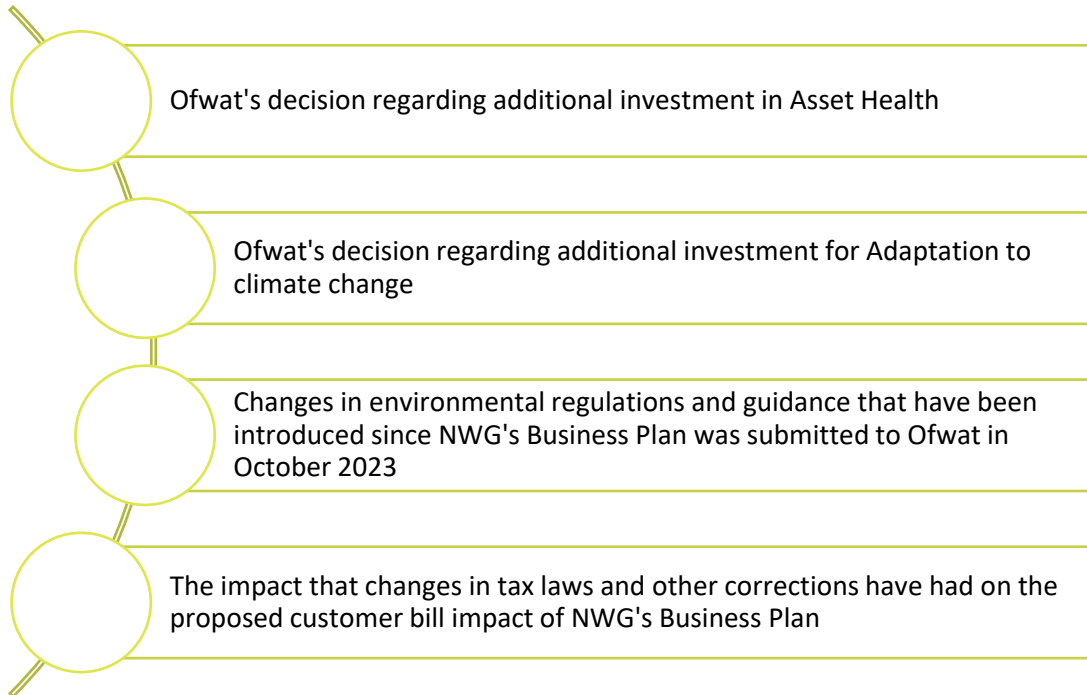 Ofwat's decision regarding additional investment in Asset Health
Ofwat's decision regarding additional investment for Adaptation to
climate change
Changes in environmental regulations and guidance that have been
introduced since NWG's Business Plan was submitted to Ofwat in
October 2023
The impact that changes in tax laws and other corrections have had on the
proposed customer bill impact of NWG's Business Plan